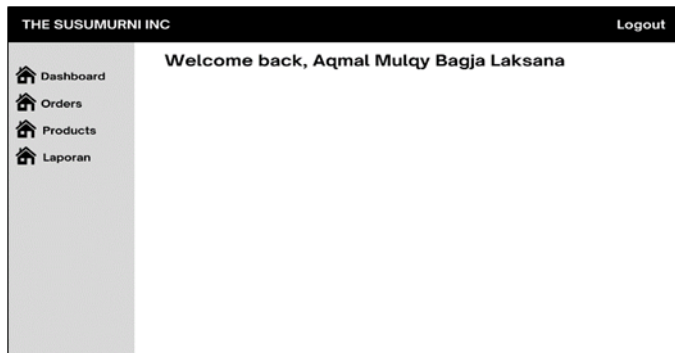 THE SUSUMURNI INC
Logout
Welcome back, Aqmal Mulqy Bagja Laksana
Dashboard
Orders
Products
Laporan